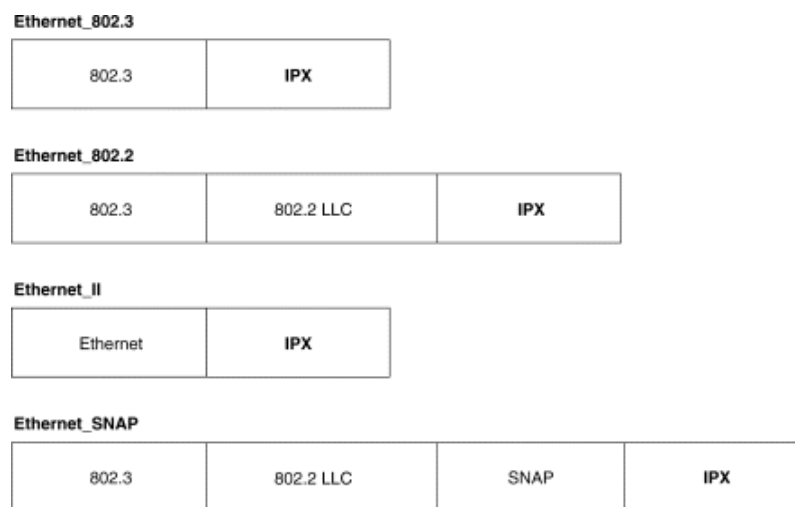 Ethernet_802.3
802.3 IPX
Ethernet_802.2
802.3 802.2 LLC IPX
Ethernet_II
Ethernet IPX
Ethernet_SNAP
802.3 802.2 LLC SNAP IPX